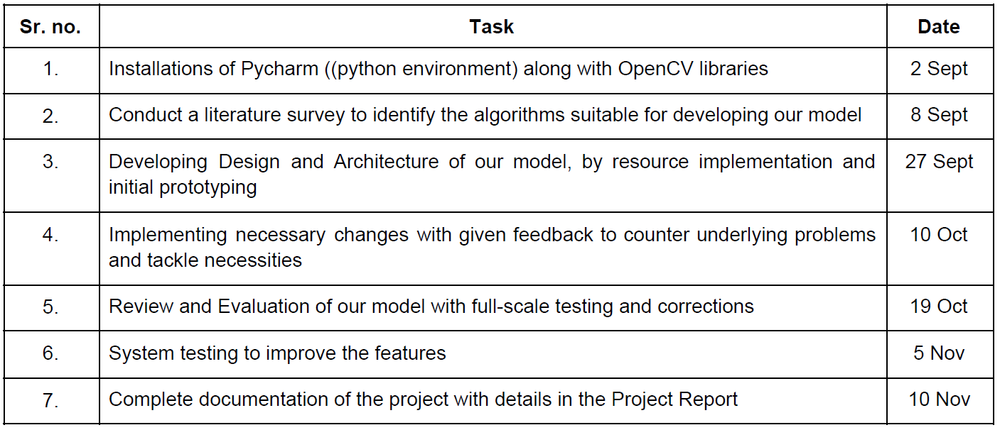 Sr. no. Task Date
1. Installations of Pycharm ((python environment) along with OpenCV libraries 2 Sept
2. Conduct a literature survey to identify the algorithms suitable for developing our model 8 Sept
3. Developing Design and Architecture of our model, by resource implementation and 27 Sept
initial prototyping
4. Implementing necessary changes with given feedback to counter underlying problems 10 Oct
and tackle necessities
5. Review and Evaluation of our model with full-scale testing and corrections 19 Oct
6. System testing to improve the features 5 Nov
7. Complete documentation of the project with details in the Project Report 10 Nov